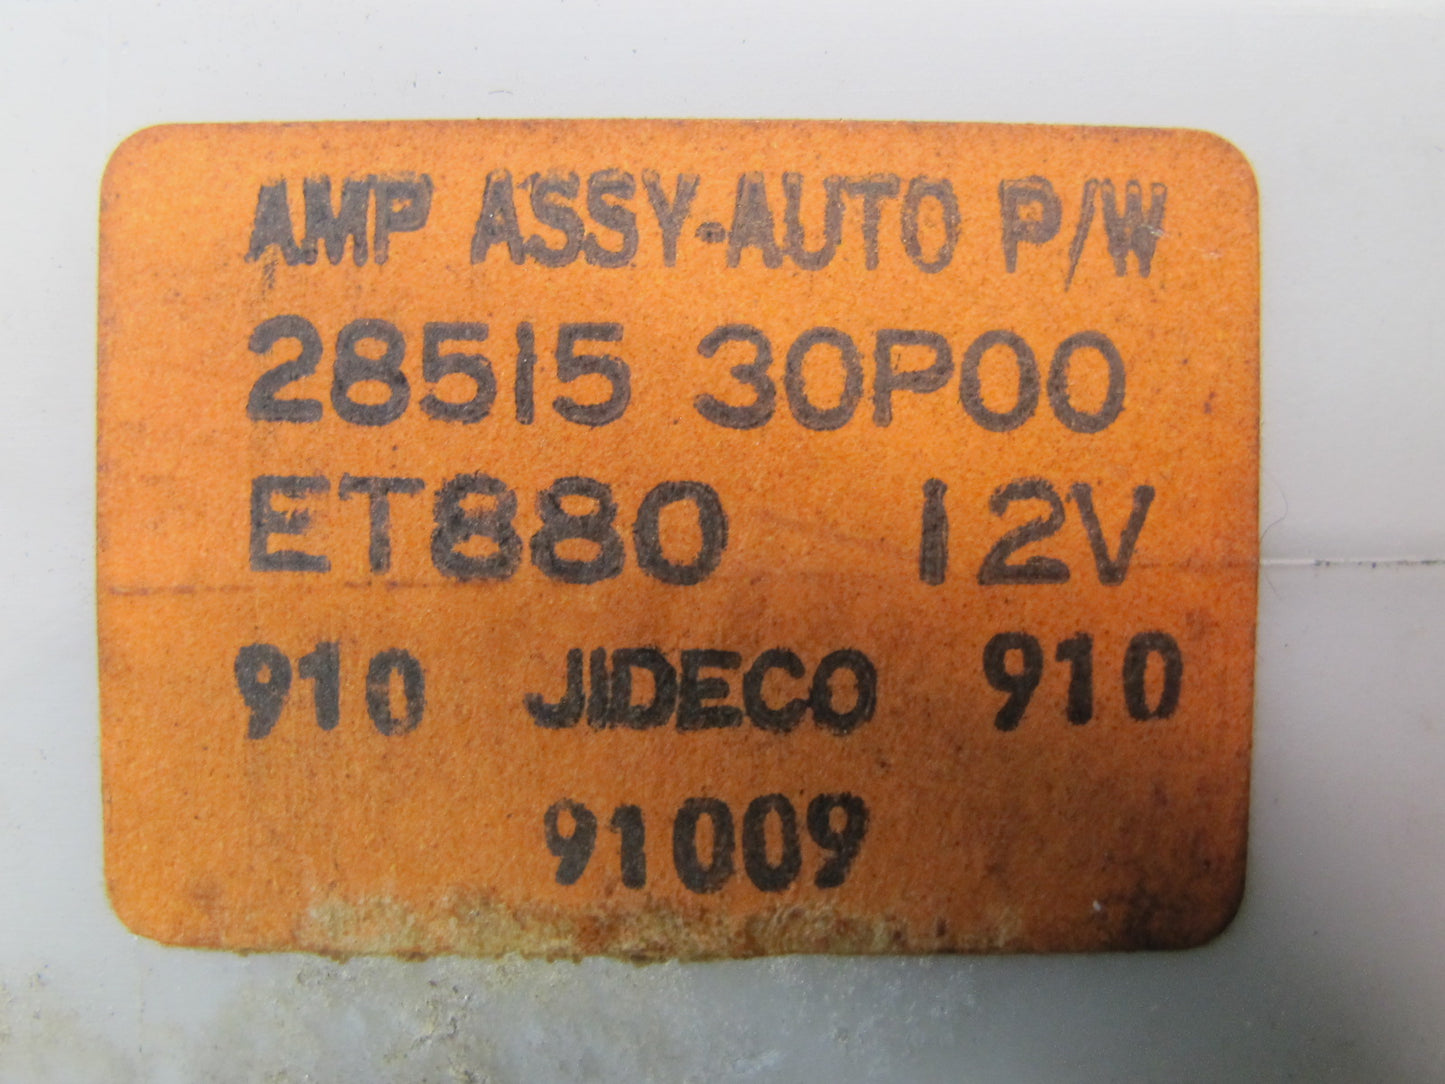 AMP ASSY-AUTO P/W
28515 30P00
ET880 12V
910 JIDECO 910
91009